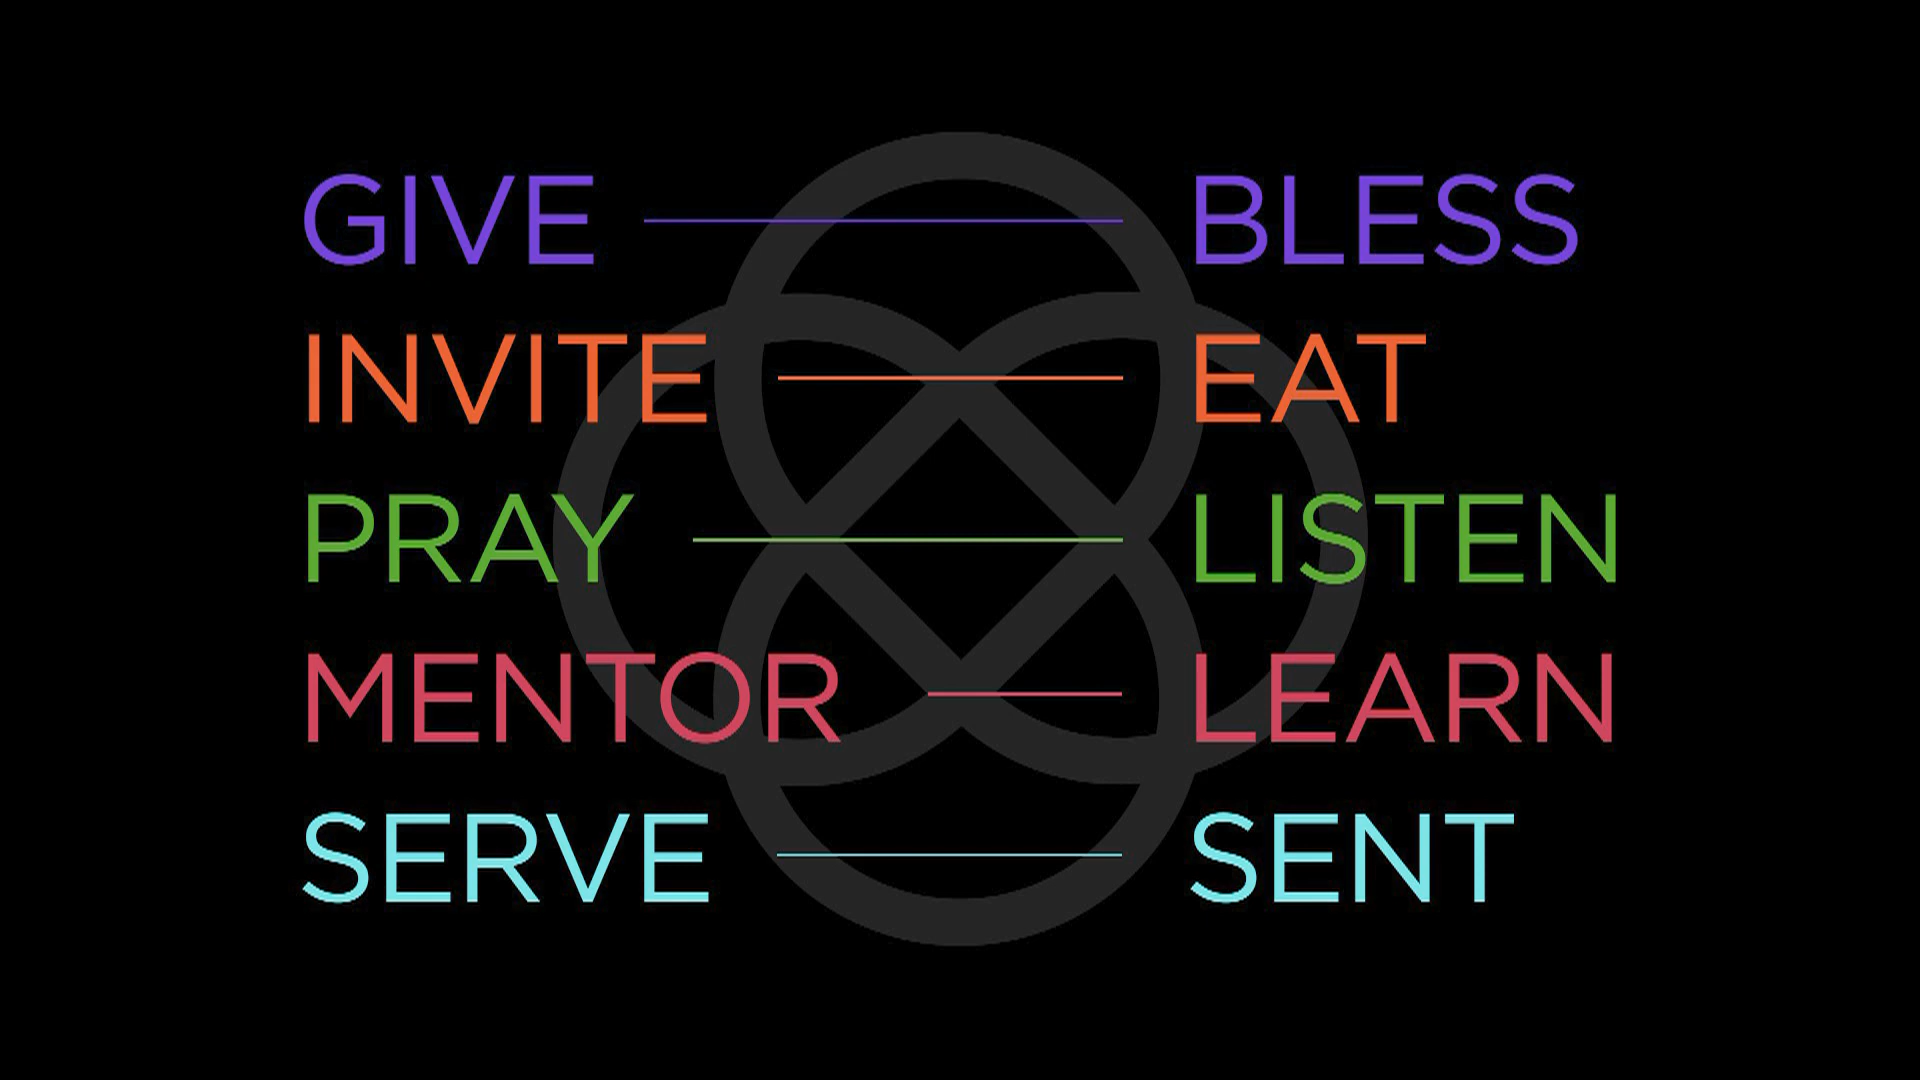 GIVE BLESS
INVITE EAT
PRAY LISTEN
MENTOR LEARN
SERVE SENT